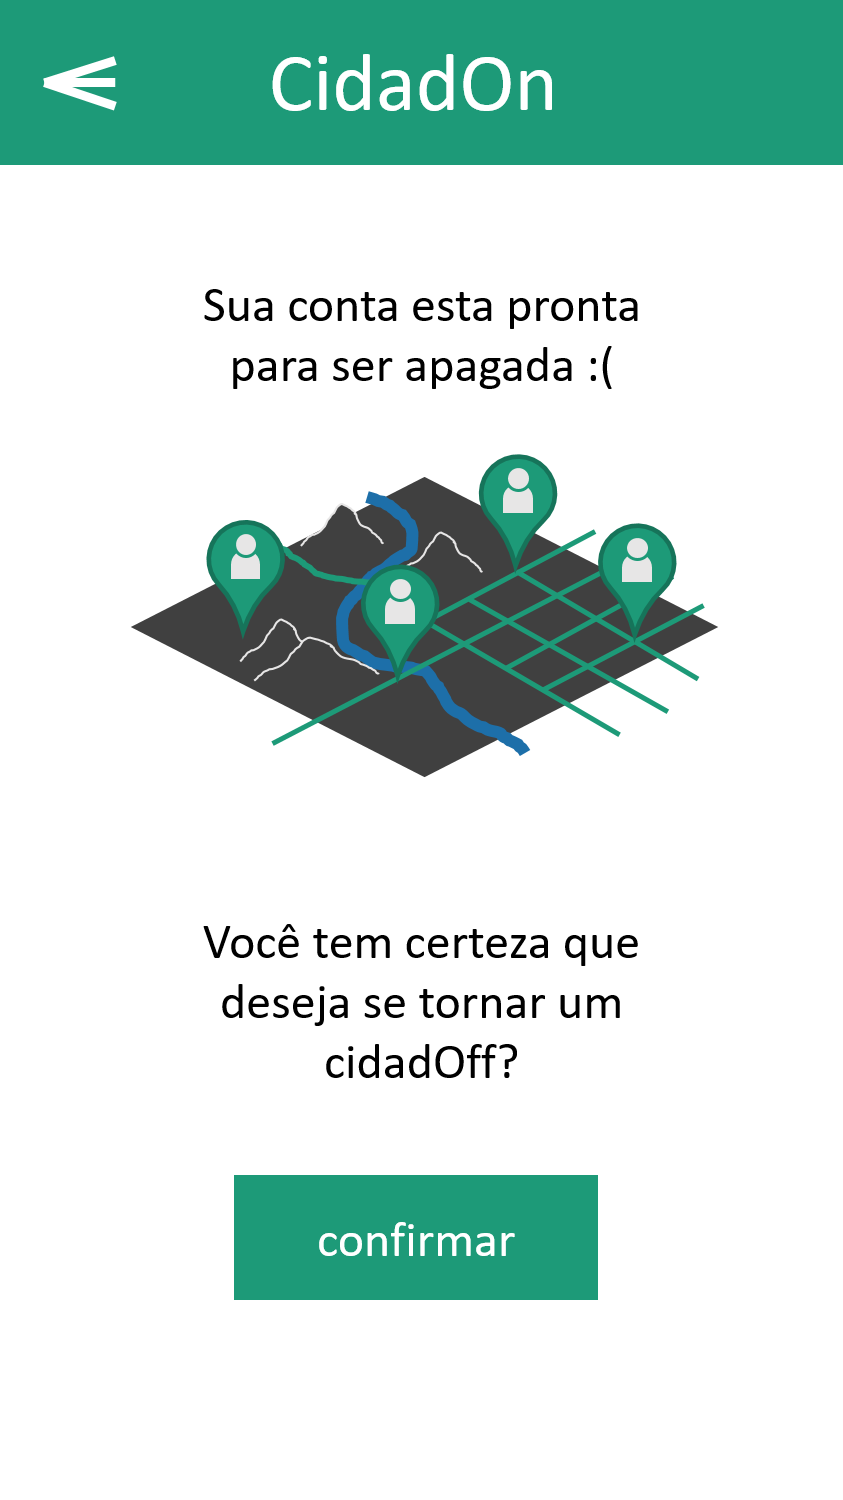 CidadOn
Sua conta esta pronta
para ser apagada :(
Você tem certeza que
deseja se tornar um
cidadOff?
confirmar